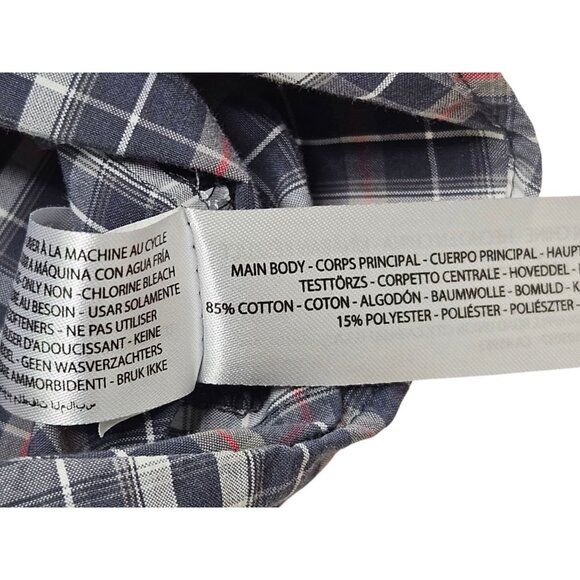 À LA MACHINE AU CYCLE
MÁQUINA CON AGUA FRÍA
ONLY NON - CHLORINE BLEACH
AU BESOIN - USAR SOLAMENTE
- NE PAS UTILISER
D'ADOUCISSANT - KEINE
- GEEN WASVERZACHTERS
AMMORBIDENTI - BRUK IKKE
MAIN BODY - CORPS PRINCIPAL - CUERPO PRINCIPAL - HAUPT
TESTTÖRZS - CORPETTO CENTRALE - HOVEDDEL -
85% COTTON - COTON - ALGODÓN - BAUMWOLLE - BOMULD - K
15% POLYESTER - POLIÉSTER - POLIÉSZTER -